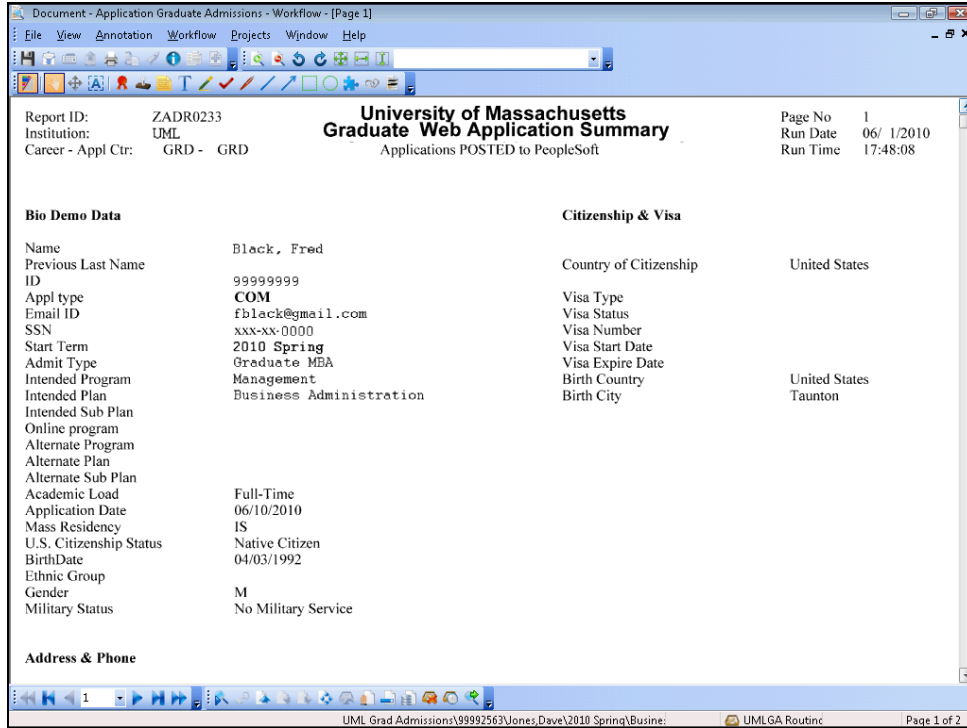 Document - Application Graduate Admissions - Workflow - [Page 1]
File View Annotation Workflow Projects Window Help
Report ID: ZADR0233 University of Massachusetts Page No 1
Institution: UML Graduate Web Application Summary Run Date 06/ 1/2010
Career - Appl Ctr: GRD - GRD Applications POSTED to PeopleSoft Run Time 17:48:08
Bio Demo Data Citizenship & Visa
Name Black, Fred
Previous Last Name Country of Citizenship United States
ID 99999999
Appl type COM Visa Type
Email ID fblack@gmail.com Visa Status
SSN xxx-xx-0000 Visa Number
Start Term 2010 Spring Visa Start Date
Admit Type Graduate MBA Visa Expire Date
Intended Program Management Birth Country United States
Intended Plan Business Administration Birth City Taunton
Intended Sub Plan
Online program
Alternate Program
Alternate Plan
Alternate Sub Plan
Academic Load Full-Time
Application Date 06/10/2010
Mass Residency IS
U.S. Citizenship Status Native Citizen
BirthDate 04/03/1992
Ethnic Group
Gender M
Military Status No Military Service
Address & Phone
1
UML Grad Admissions\99992563\Jones,Dave\2010 Spring\Busine: UMLGA Routinc Page 1 of 2